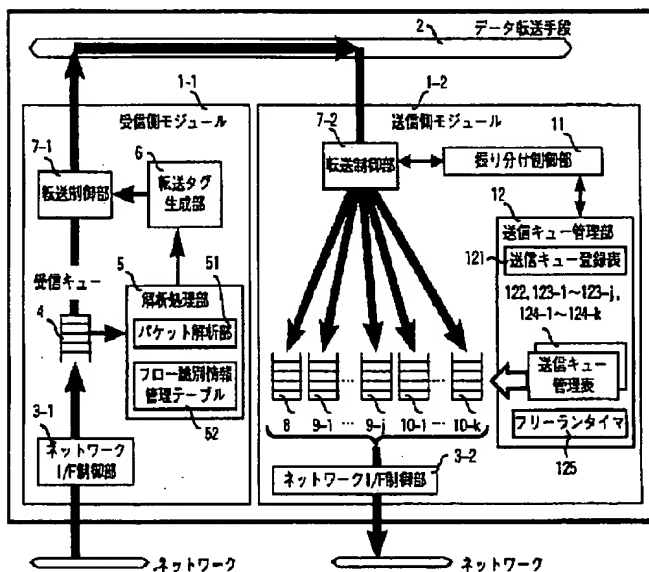 2
データ転送手段
1-1
受信側モジュール
7-1
転送制御部
6
転送タグ
生成部
受信キュー
4
5
解断処理部
51
パケット解断部
フロー識別情報
管理テーブル
52
3-1
ネットワーク
I/F制御部
ネットワーク
1-2
送信側モジュール
7-2
転送制御部
11
振り分け制御部
12
送信キュー管理部
121
送信キュー登録表
122, 123-1〜123-j,
124-1〜124-k
送信キュー
管理表
フリーランタイマ
125
8
9-1
…
9-j
10-1
…
10-k
3-2
ネットワークI/F制御部
ネットワーク